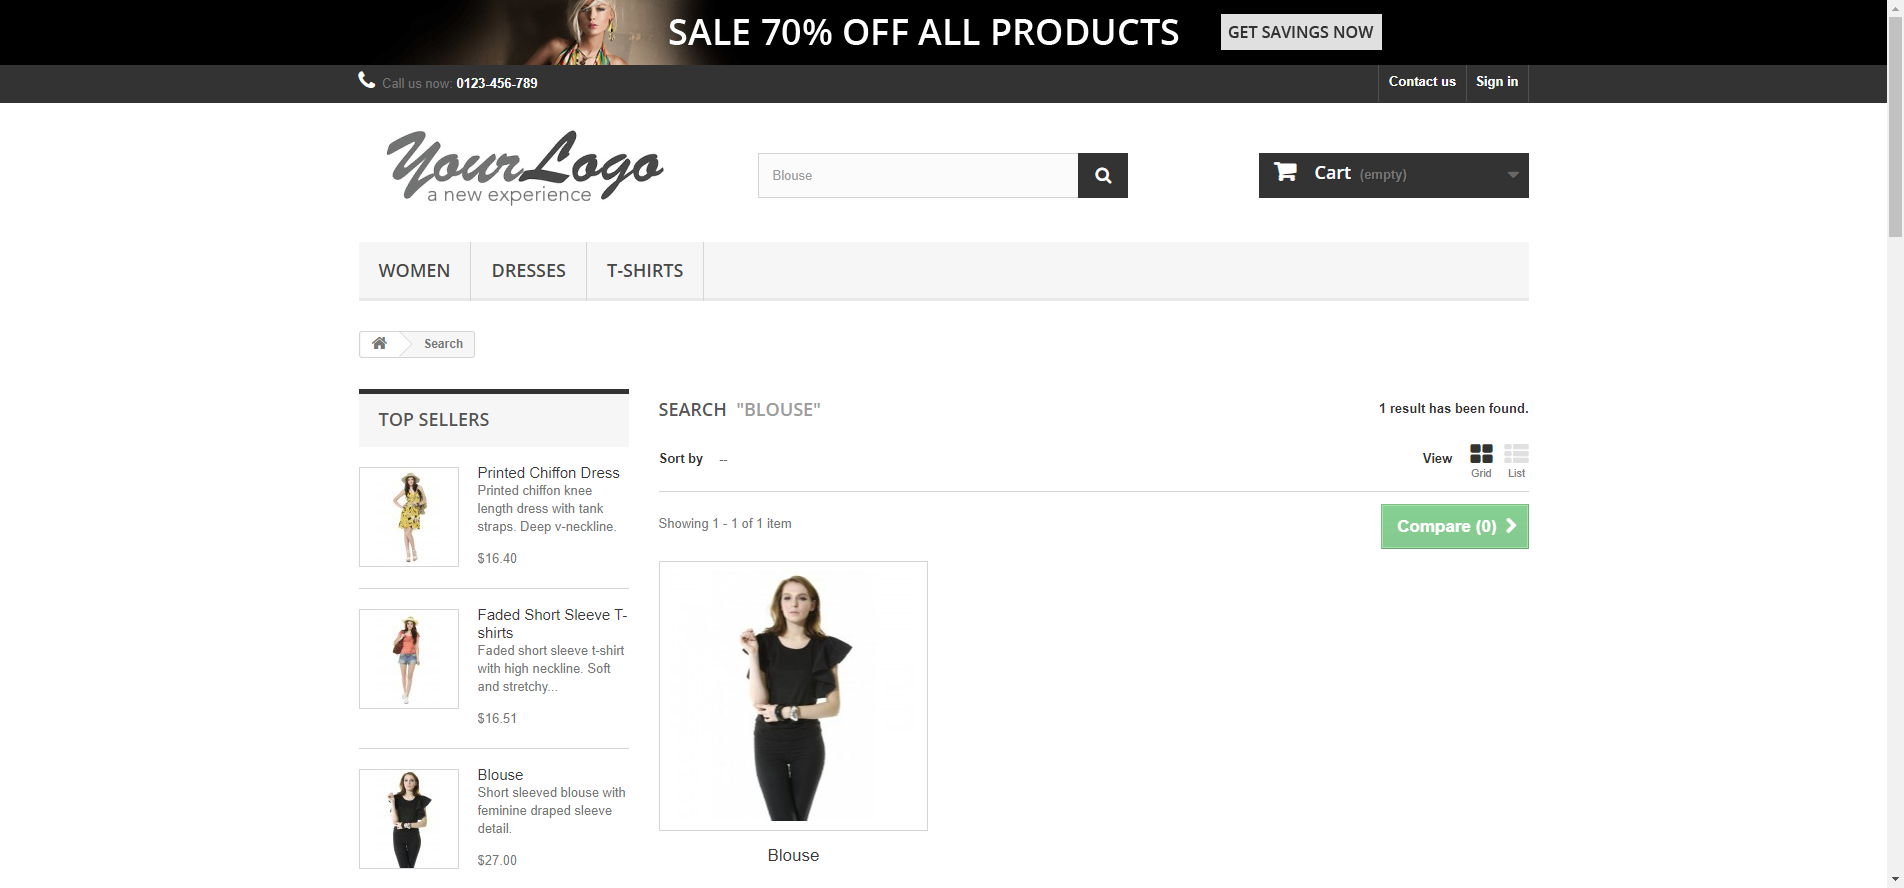 SALE 70% OFF ALL PRODUCTS
GET SAVINGS NOW
Call us now: 0123-456-789
Contact us
Sign in
Your Logo
a new experience
Blouse
Cart (empty)
WOMEN
DRESSES
T-SHIRTS
Search
TOP SELLERS
Printed Chiffon Dress
Printed chiffon knee
length dress with tank
straps. Deep v-neckline.
$16.40
Faded Short Sleeve T-
shirts
Faded short sleeve t-shirt
with high neckline. Soft
and stretchy...
$16.51
Blouse
Short sleeved blouse with
feminine draped sleeve
detail.
$27.00
SEARCH "BLOUSE"
1 result has been found.
Sort by --
View
Grid
List
Showing 1 - 1 of 1 item
Compare (0)
Blouse